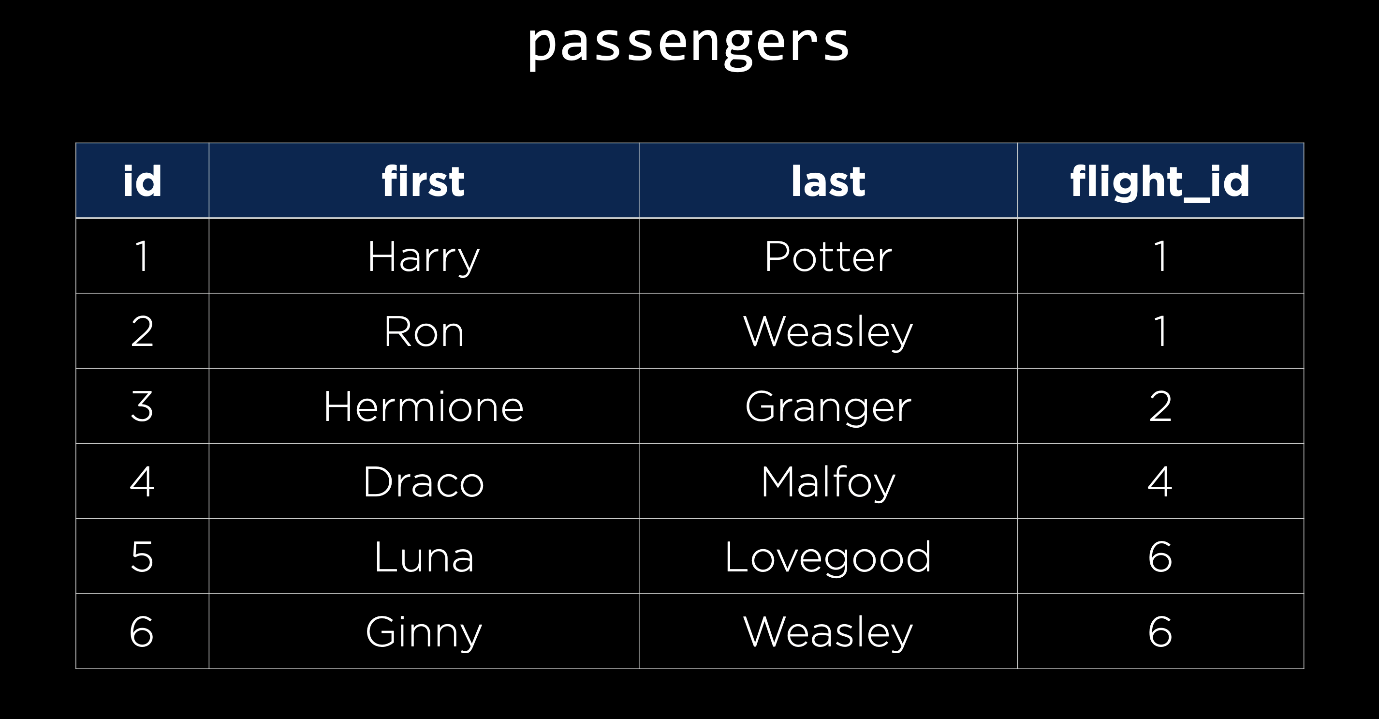 passengers
id first last flight_id
1 Harry Potter 1
2 Ron Weasley 1
3 Hermione Granger 2
4 Draco Malfoy 4
5 Luna Lovegood 6
6 Ginny Weasley 6